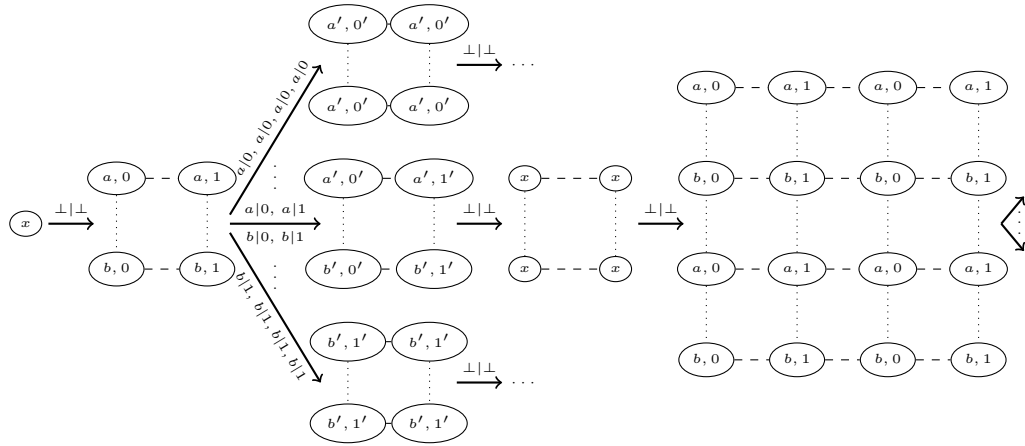 x
⊥|⊥
a, 0 a, 1
b, 0 b, 1
a|0, a|0, a|0, a|0
a|0, a|1
b|0, b|1
b|1, b|1, b|1, b|1
a′, 0′ a′, 0′
a′, 0′ a′, 0′
⊥|⊥ ···
a′, 0′ a′, 1′
b′, 0′ b′, 1′
⊥|⊥
b′, 1′ b′, 1′
b′, 1′ b′, 1′
⊥|⊥ ···
x x
x x
⊥|⊥
a, 0 a, 1 a, 0 a, 1
b, 0 b, 1 b, 0 b, 1
a, 0 a, 1 a, 0 a, 1
b, 0 b, 1 b, 0 b, 1